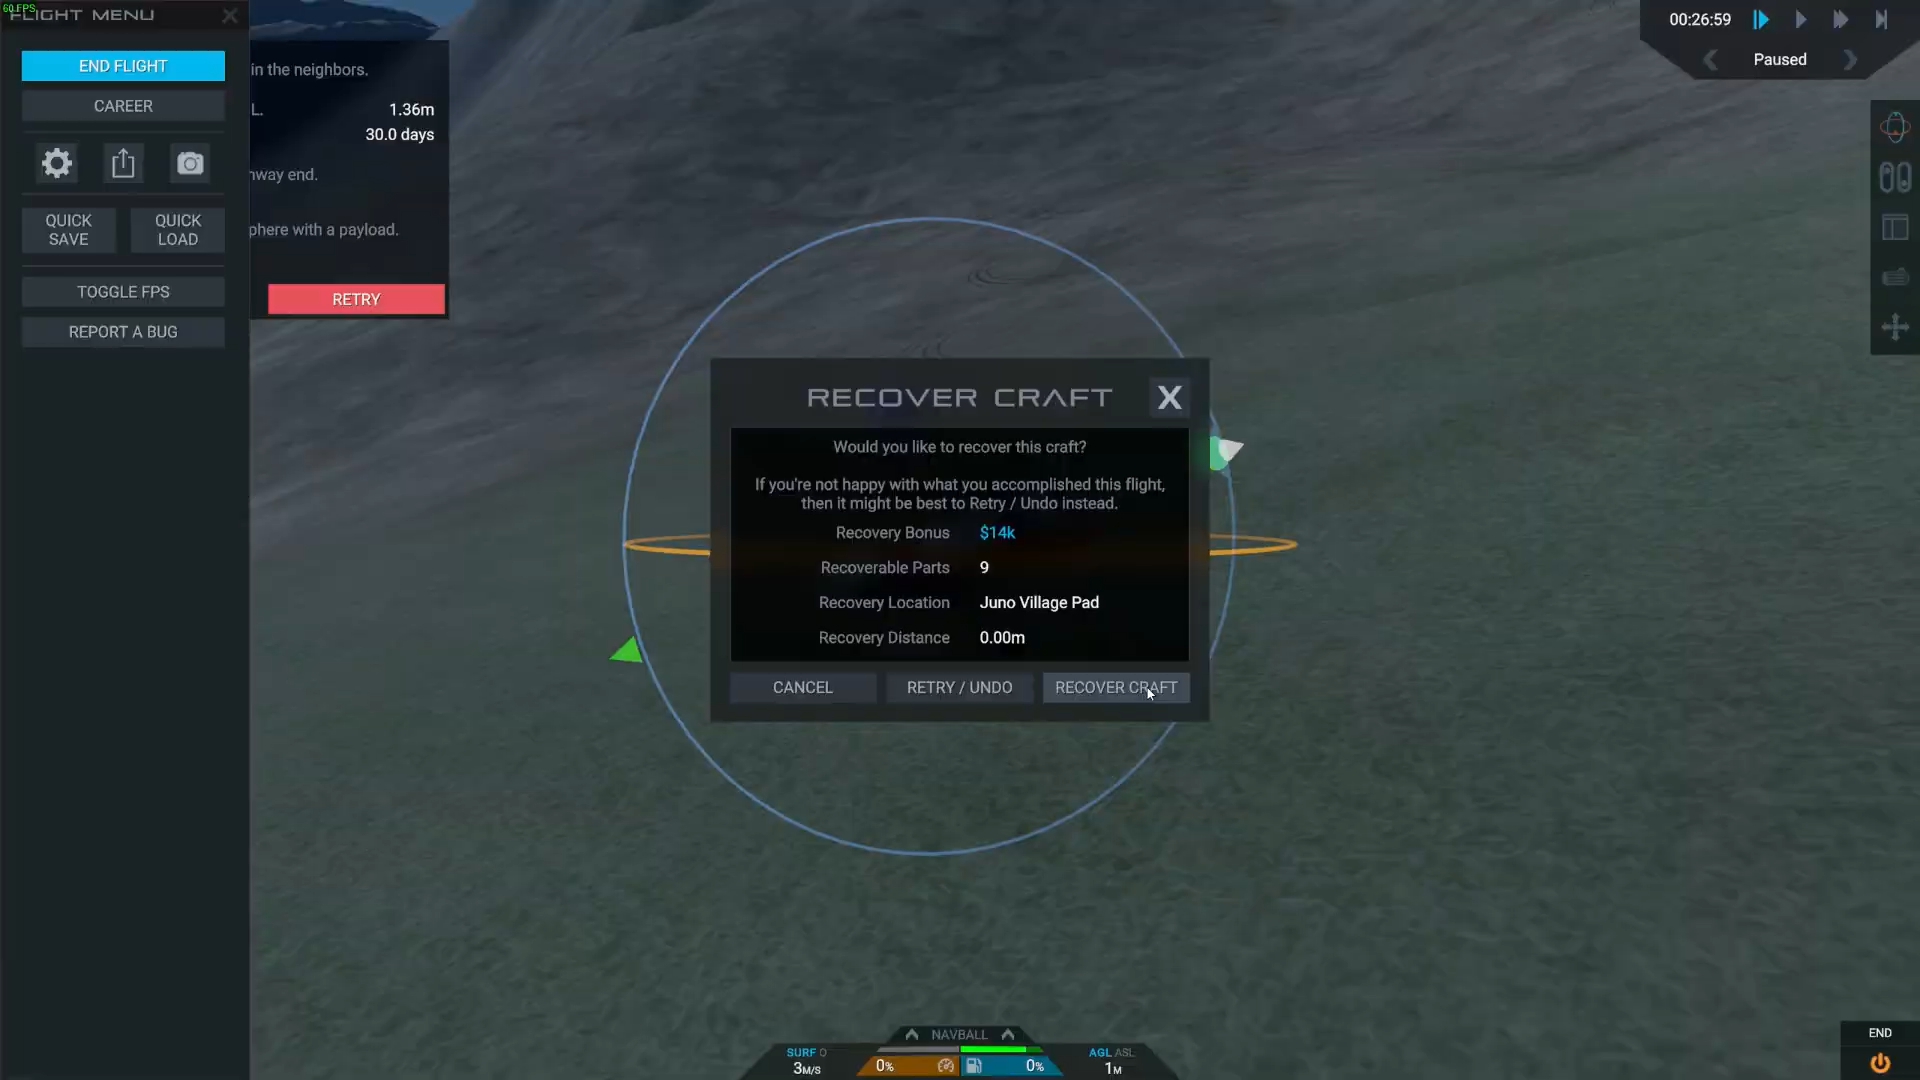 60 FPS
FLIGHT MENU
END FLIGHT
CAREER
QUICK
SAVE
QUICK
LOAD
TOGGLE FPS
REPORT A BUG
in the neighbors.
L. 1.36m
30.0 days
way end.
phere with a payload.
RETRY
00:26:59
Paused
RECOVER CRAFT
X
Would you like to recover this craft?
If you're not happy with what you accomplished this flight,
then it might be best to Retry / Undo instead.
Recovery Bonus $14k
Recoverable Parts 9
Recovery Location Juno Village Pad
Recovery Distance 0.00m
CANCEL
RETRY / UNDO
RECOVER CRAFT
NAVBALL
SURF O
3M/S
0%
0%
AGL ASL
1M
END